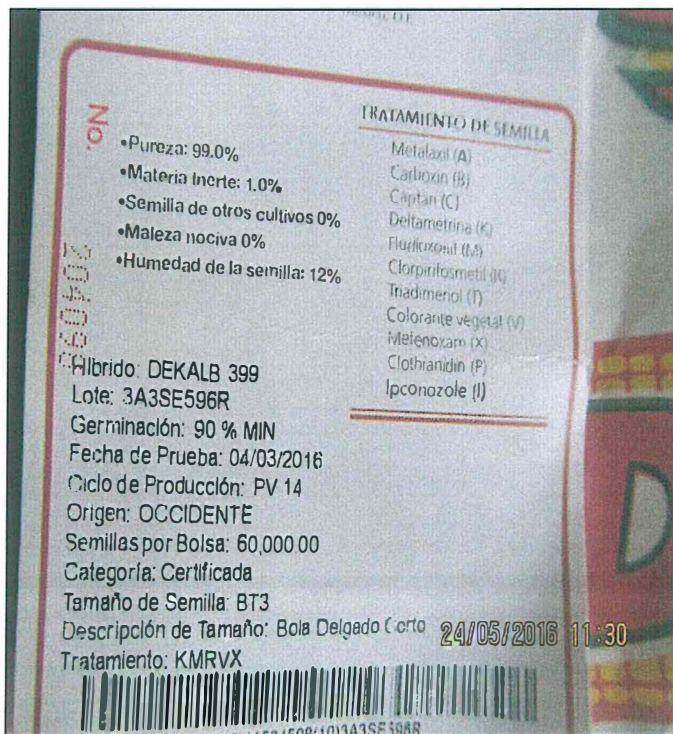 No.
•Pureza: 99.0%
•Materia Inerte: 1.0%
•Semilla de otros cultivos 0%
•Maleza nociva 0%
•Humedad de la semilla: 12%
TRATAMIENTO DE SEMILLA
Metalaxil (A)
Carboxin (B)
Captan (C)
Deltametrina (K)
Fludioxonil (M)
Clorpirifosmetil (R)
Triadimenol (T)
Colorante vegetal (V)
Mefenoxam (X)
Clothianidin (P)
Ipconazole (I)
Híbrido: DEKALB 399
Lote: 3A3SE596R
Germinación: 90 % MIN
Fecha de Prueba: 04/03/2016
Ciclo de Producción: PV 14
Origen: OCCIDENTE
Semillas por Bolsa: 60,000.00
Categoría: Certificada
Tamaño de Semilla: BT3
Descripción de Tamaño: Bola Delgado Corto
Tratamiento: KMRVX
24/05/2016 11:30
D